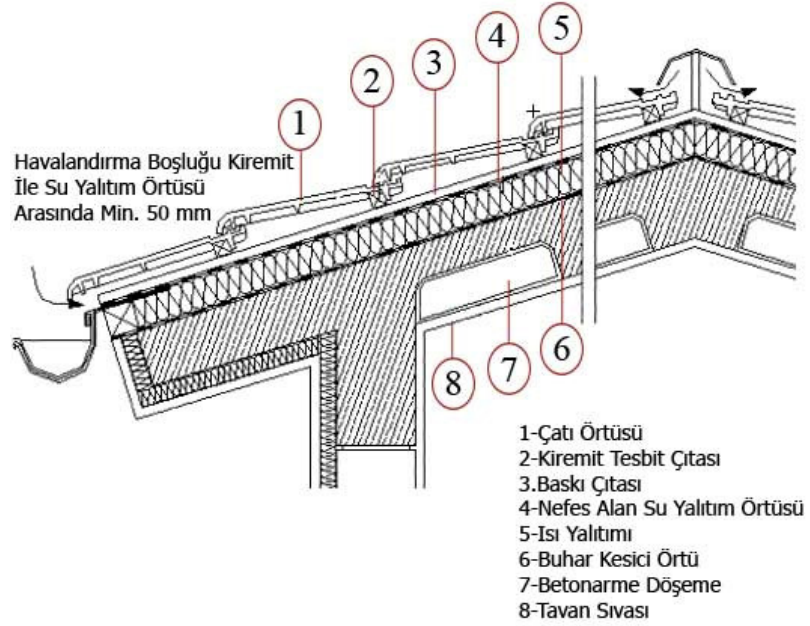 5
4
3
2
1
Havalandırma Boşluğu Kiremit
İle Su Yalıtım Örtüsü
Arasında Min. 50 mm
8
7
6
1-Çatı Örtüsü
2-Kiremit Tesbit Çıtası
3.Baskı Çıtası
4-Nefes Alan Su Yalıtım Örtüsü
5-Isı Yalıtımı
6-Buhar Kesici Örtü
7-Betonarme Döşeme
8-Tavan Sıvası